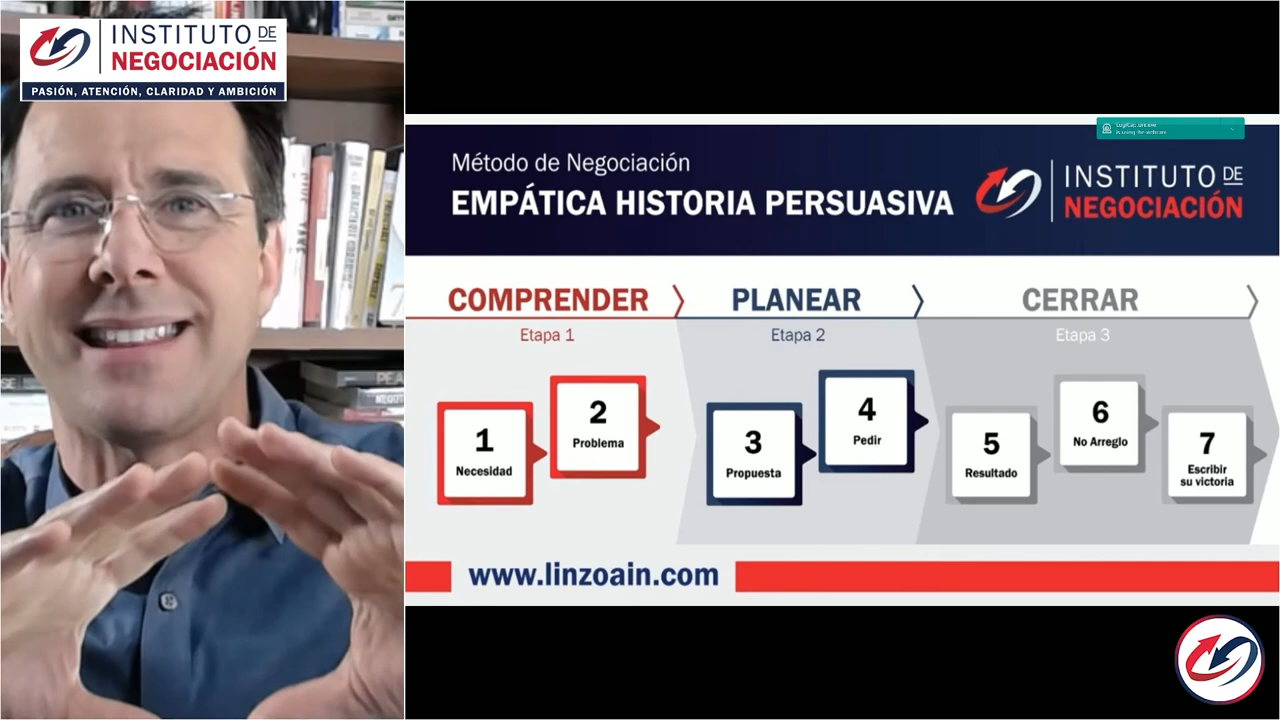 INSTITUTO DE
NEGOCIACIÓN
PASIÓN, ATENCIÓN, CLARIDAD Y AMBICIÓN
Método de Negociación
EMPÁTICA HISTORIA PERSUASIVA
INSTITUTO DE
NEGOCIACIÓN
COMPRENDER
PLANEAR
CERRAR
Etapa 1
Etapa 2
Etapa 3
1
Necesidad
2
Problema
3
Propuesta
4
Pedir
5
Resultado
6
No Arreglo
7
Escribir
su victoria
www.linzoain.com